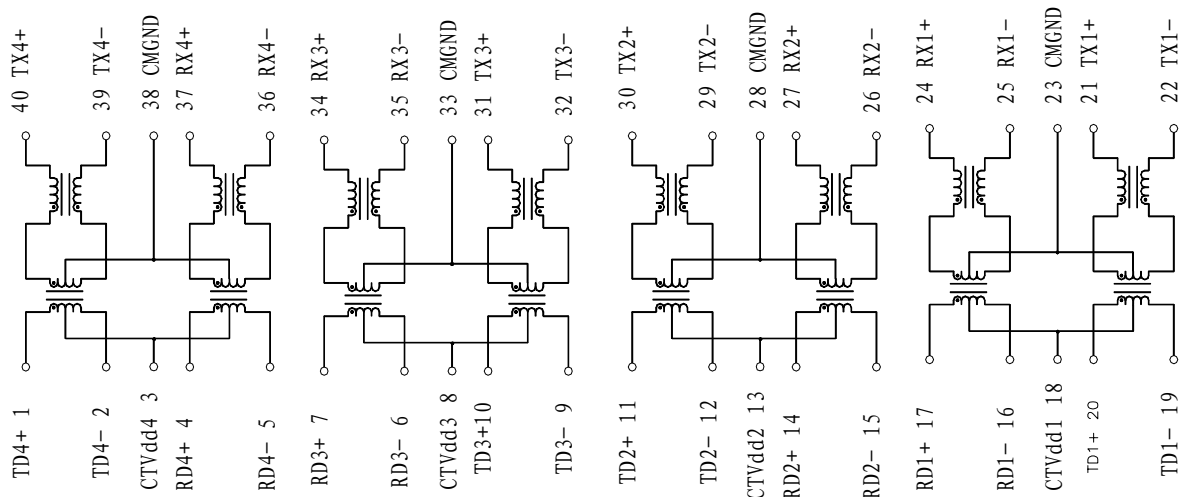 40 TX4+
39 TX4-
38 CMGND
37 RX4+
36 RX4-
34 RX3+
35 RX3-
33 CMGND
31 TX3+
32 TX3-
30 TX2+
29 TX2-
28 CMGND
27 RX2+
26 RX2-
24 RX1+
25 RX1-
23 CMGND
21 TX1+
22 TX1-
TD4+ 1
TD4- 2
CTVdd4 3
RD4+ 4
RD4- 5
RD3+ 7
RD3- 6
CTVdd3 8
TD3+10
TD3- 9
TD2+ 11
TD2- 12
CTVdd2 13
RD2+ 14
RD2- 15
RD1+ 17
RD1- 16
CTVdd1 18
TD1+ 20
TD1- 19